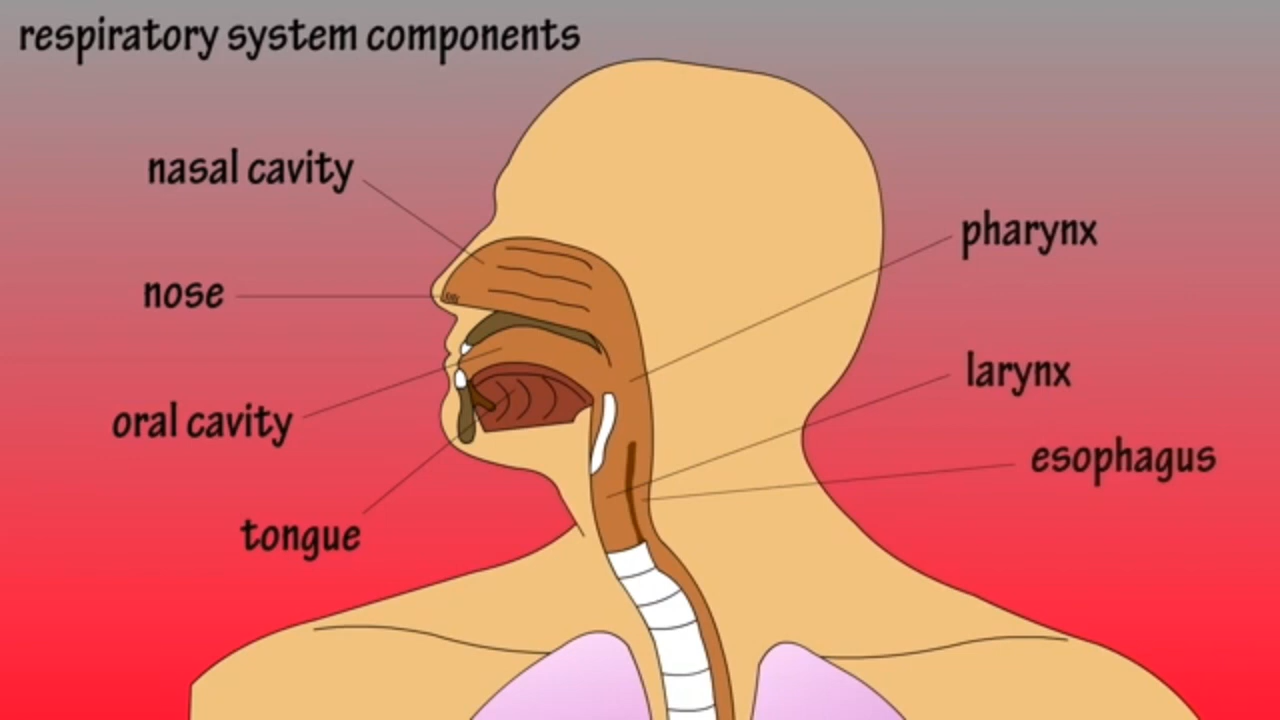 respiratory system components
nasal cavity
nose
oral cavity
tongue
pharynx
larynx
esophagus